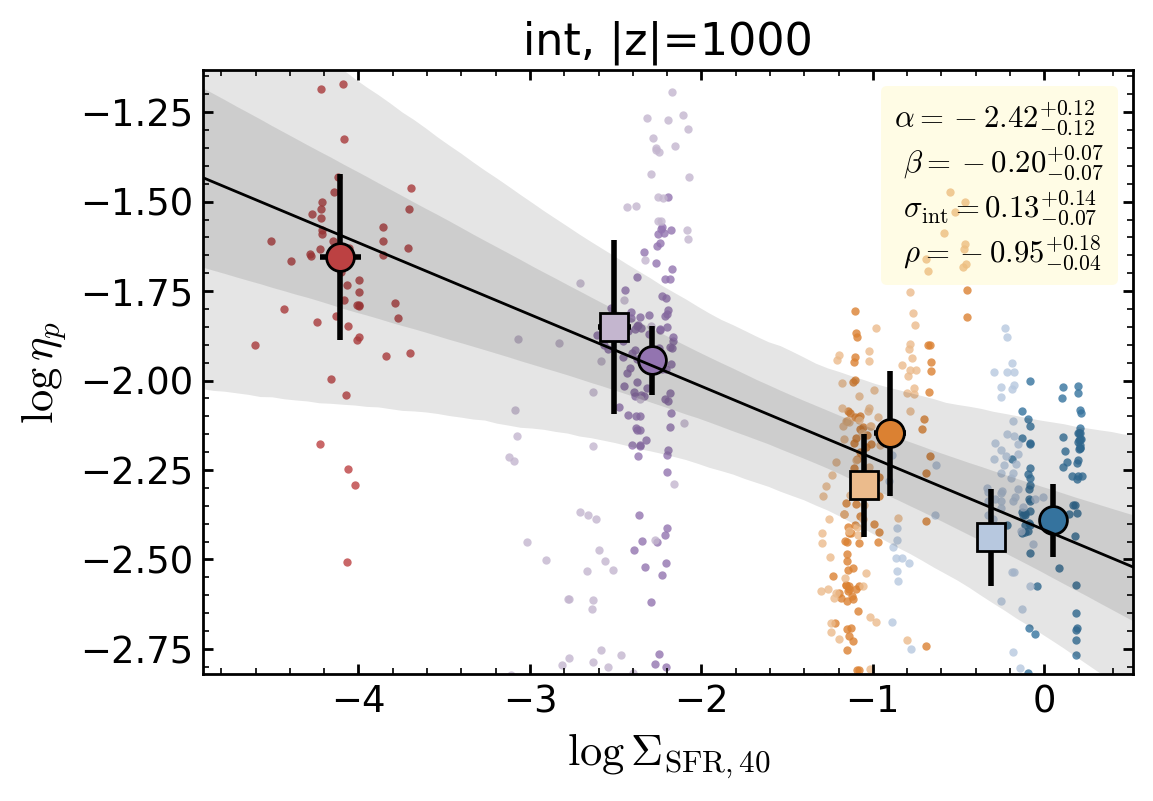 int, |z|=1000
α = −2.42 +0.12 −0.12
β = −0.20 +0.07 −0.07
σint = 0.13 +0.14 −0.07
ρ = −0.95 +0.18 −0.04
log ηp
−1.25
−1.50
−1.75
−2.00
−2.25
−2.50
−2.75
−4 −3 −2 −1 0
log ΣSFR, 40